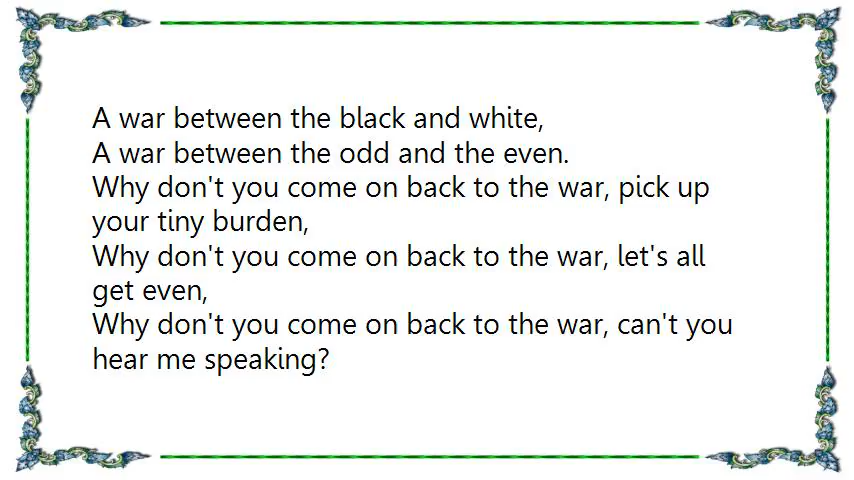 A war between the black and white,
A war between the odd and the even.
Why don't you come on back to the war, pick up
your tiny burden,
Why don't you come on back to the war, let's all
get even,
Why don't you come on back to the war, can't you
hear me speaking?